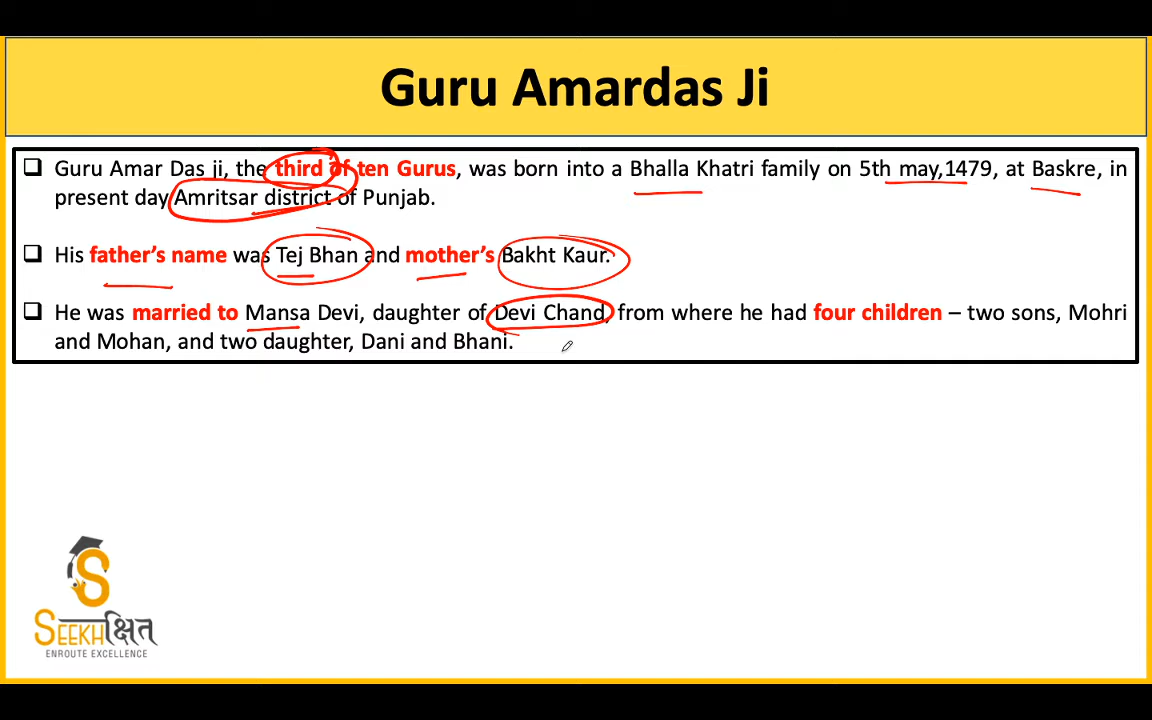 Guru Amardas Ji
Guru Amar Das ji, the third of ten Gurus, was born into a Bhalla Khatri family on 5th may,1479, at Baskre, in
present day Amritsar district of Punjab.
His father's name was Tej Bhan and mother's Bakht Kaur.
He was married to Mansa Devi, daughter of Devi Chand, from where he had four children – two sons, Mohri
and Mohan, and two daughter, Dani and Bhani.
SEEKHक्षित
ENROUTE EXCELLENCE